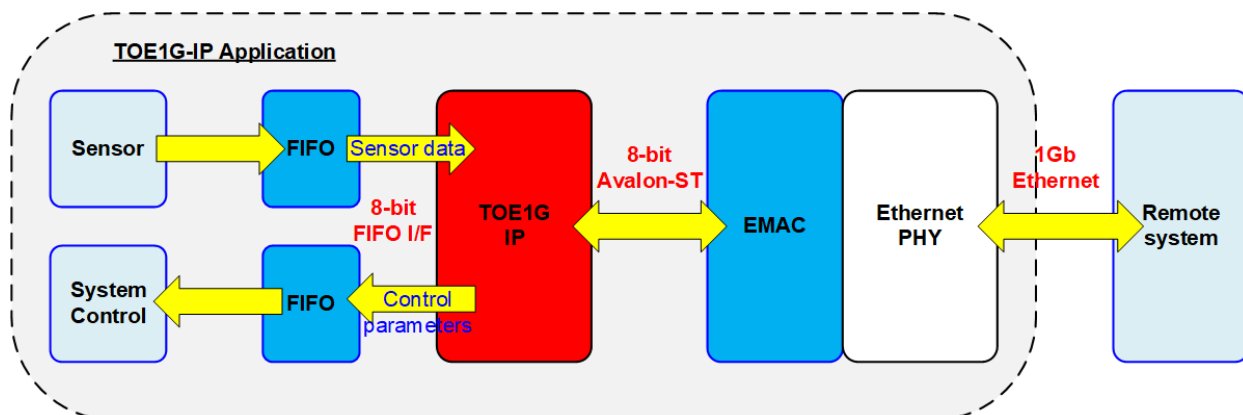 TOE1G-IP Application
Sensor
FIFO
Sensor data
8-bit
FIFO I/F
TOE1G
IP
8-bit
Avalon-ST
EMAC
Ethernet
PHY
1Gb
Ethernet
Remote
system
System
Control
FIFO
Control
parameters